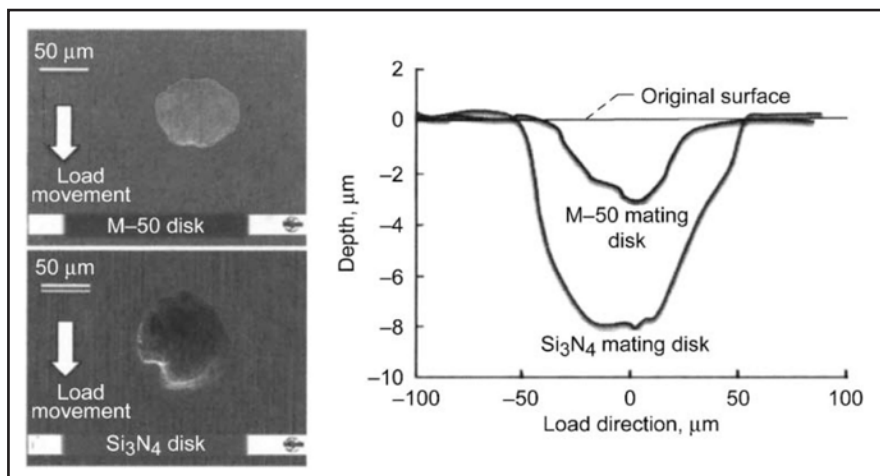 50 μm
Load
movement
M–50 disk
50 μm
Load
movement
Si3N4 disk
2
0
–2
–4
–6
–8
–10
Depth, μm
Original surface
M–50 mating
disk
Si3N4 mating disk
–100
–50
0
50
100
Load direction, μm